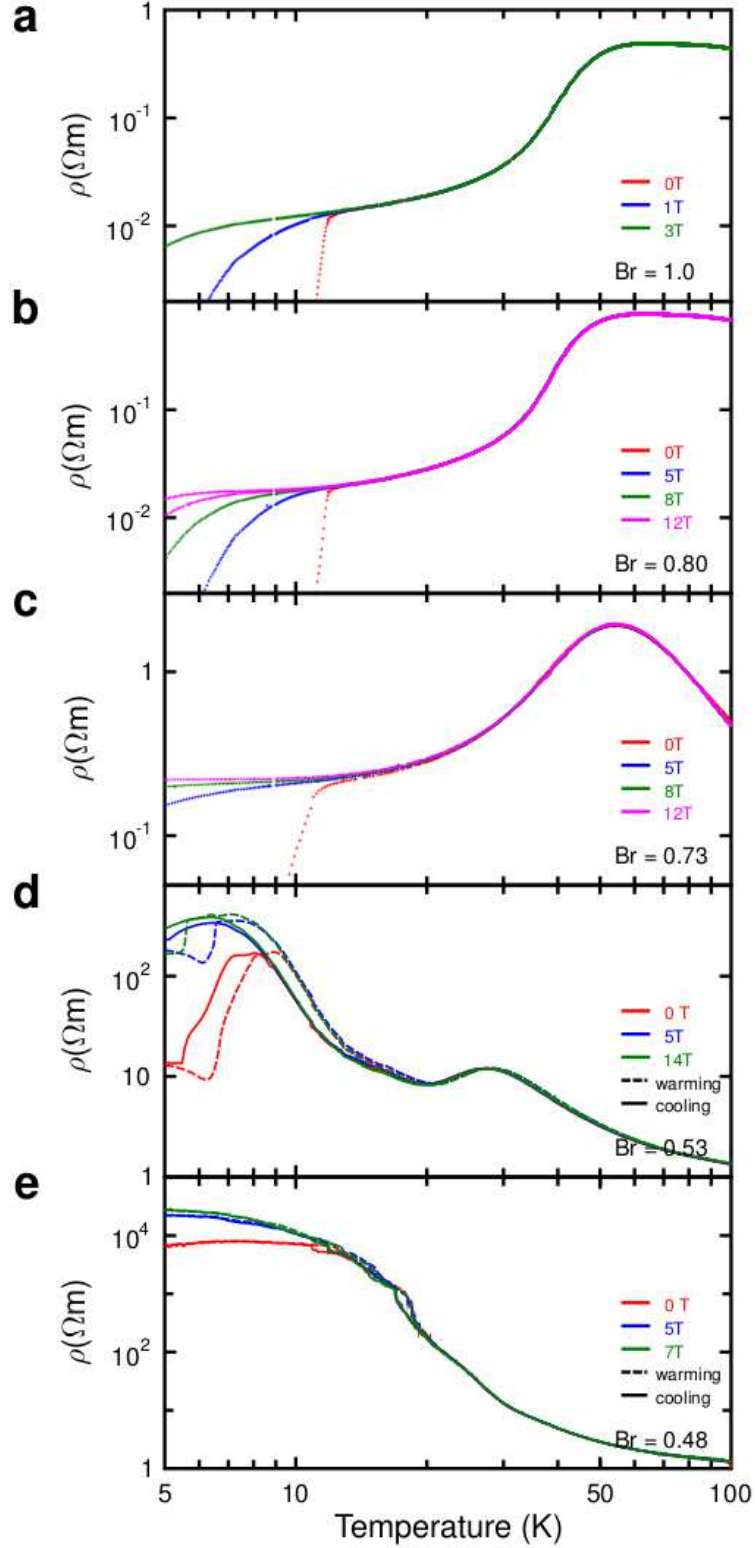 a
1
10⁻¹
10⁻²
ρ(Ωm)
0T
1T
3T
Br = 1.0
b
10⁻¹
10⁻²
ρ(Ωm)
0T
5T
8T
12T
Br = 0.80
c
1
10⁻¹
ρ(Ωm)
0T
5T
8T
12T
Br = 0.73
d
10²
10
1
ρ(Ωm)
0 T
5T
14T
warming
cooling
Br = 0.53
e
10⁴
10²
1
ρ(Ωm)
0 T
5T
7T
warming
cooling
Br = 0.48
5 10 50 100
Temperature (K)